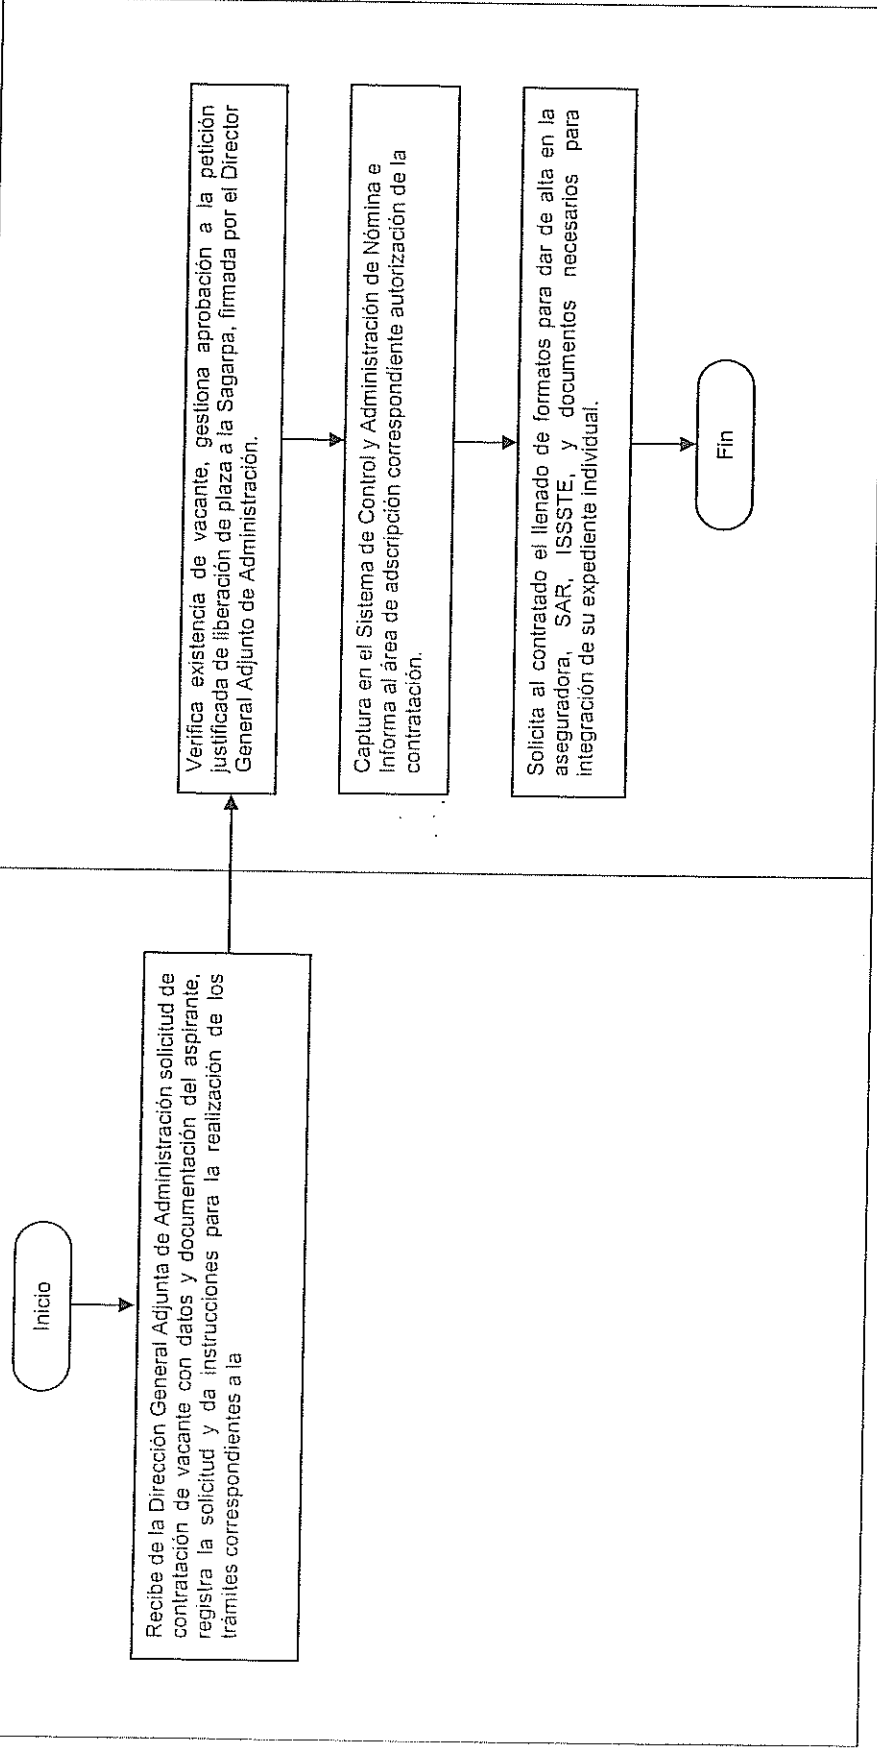 Inicio
Recibe de la Dirección General Adjunta de Administración solicitud de
contratación de vacante con datos y documentación del aspirante,
registra la solicitud y da instrucciones para la realización de los
trámites correspondientes a la
Verifica existencia de vacante, gestiona aprobación a la petición
justificada de liberación de plaza a la Sagarpa, firmada por el Director
General Adjunto de Administración.
Captura en el Sistema de Control y Administración de Nómina e
Informa al área de adscripción correspondiente autorización de la
contratación.
Solicita al contratado el llenado de formatos para dar de alta en la
aseguradora, SAR, ISSSTE, y documentos necesarios para
integración de su expediente individual.
Fin